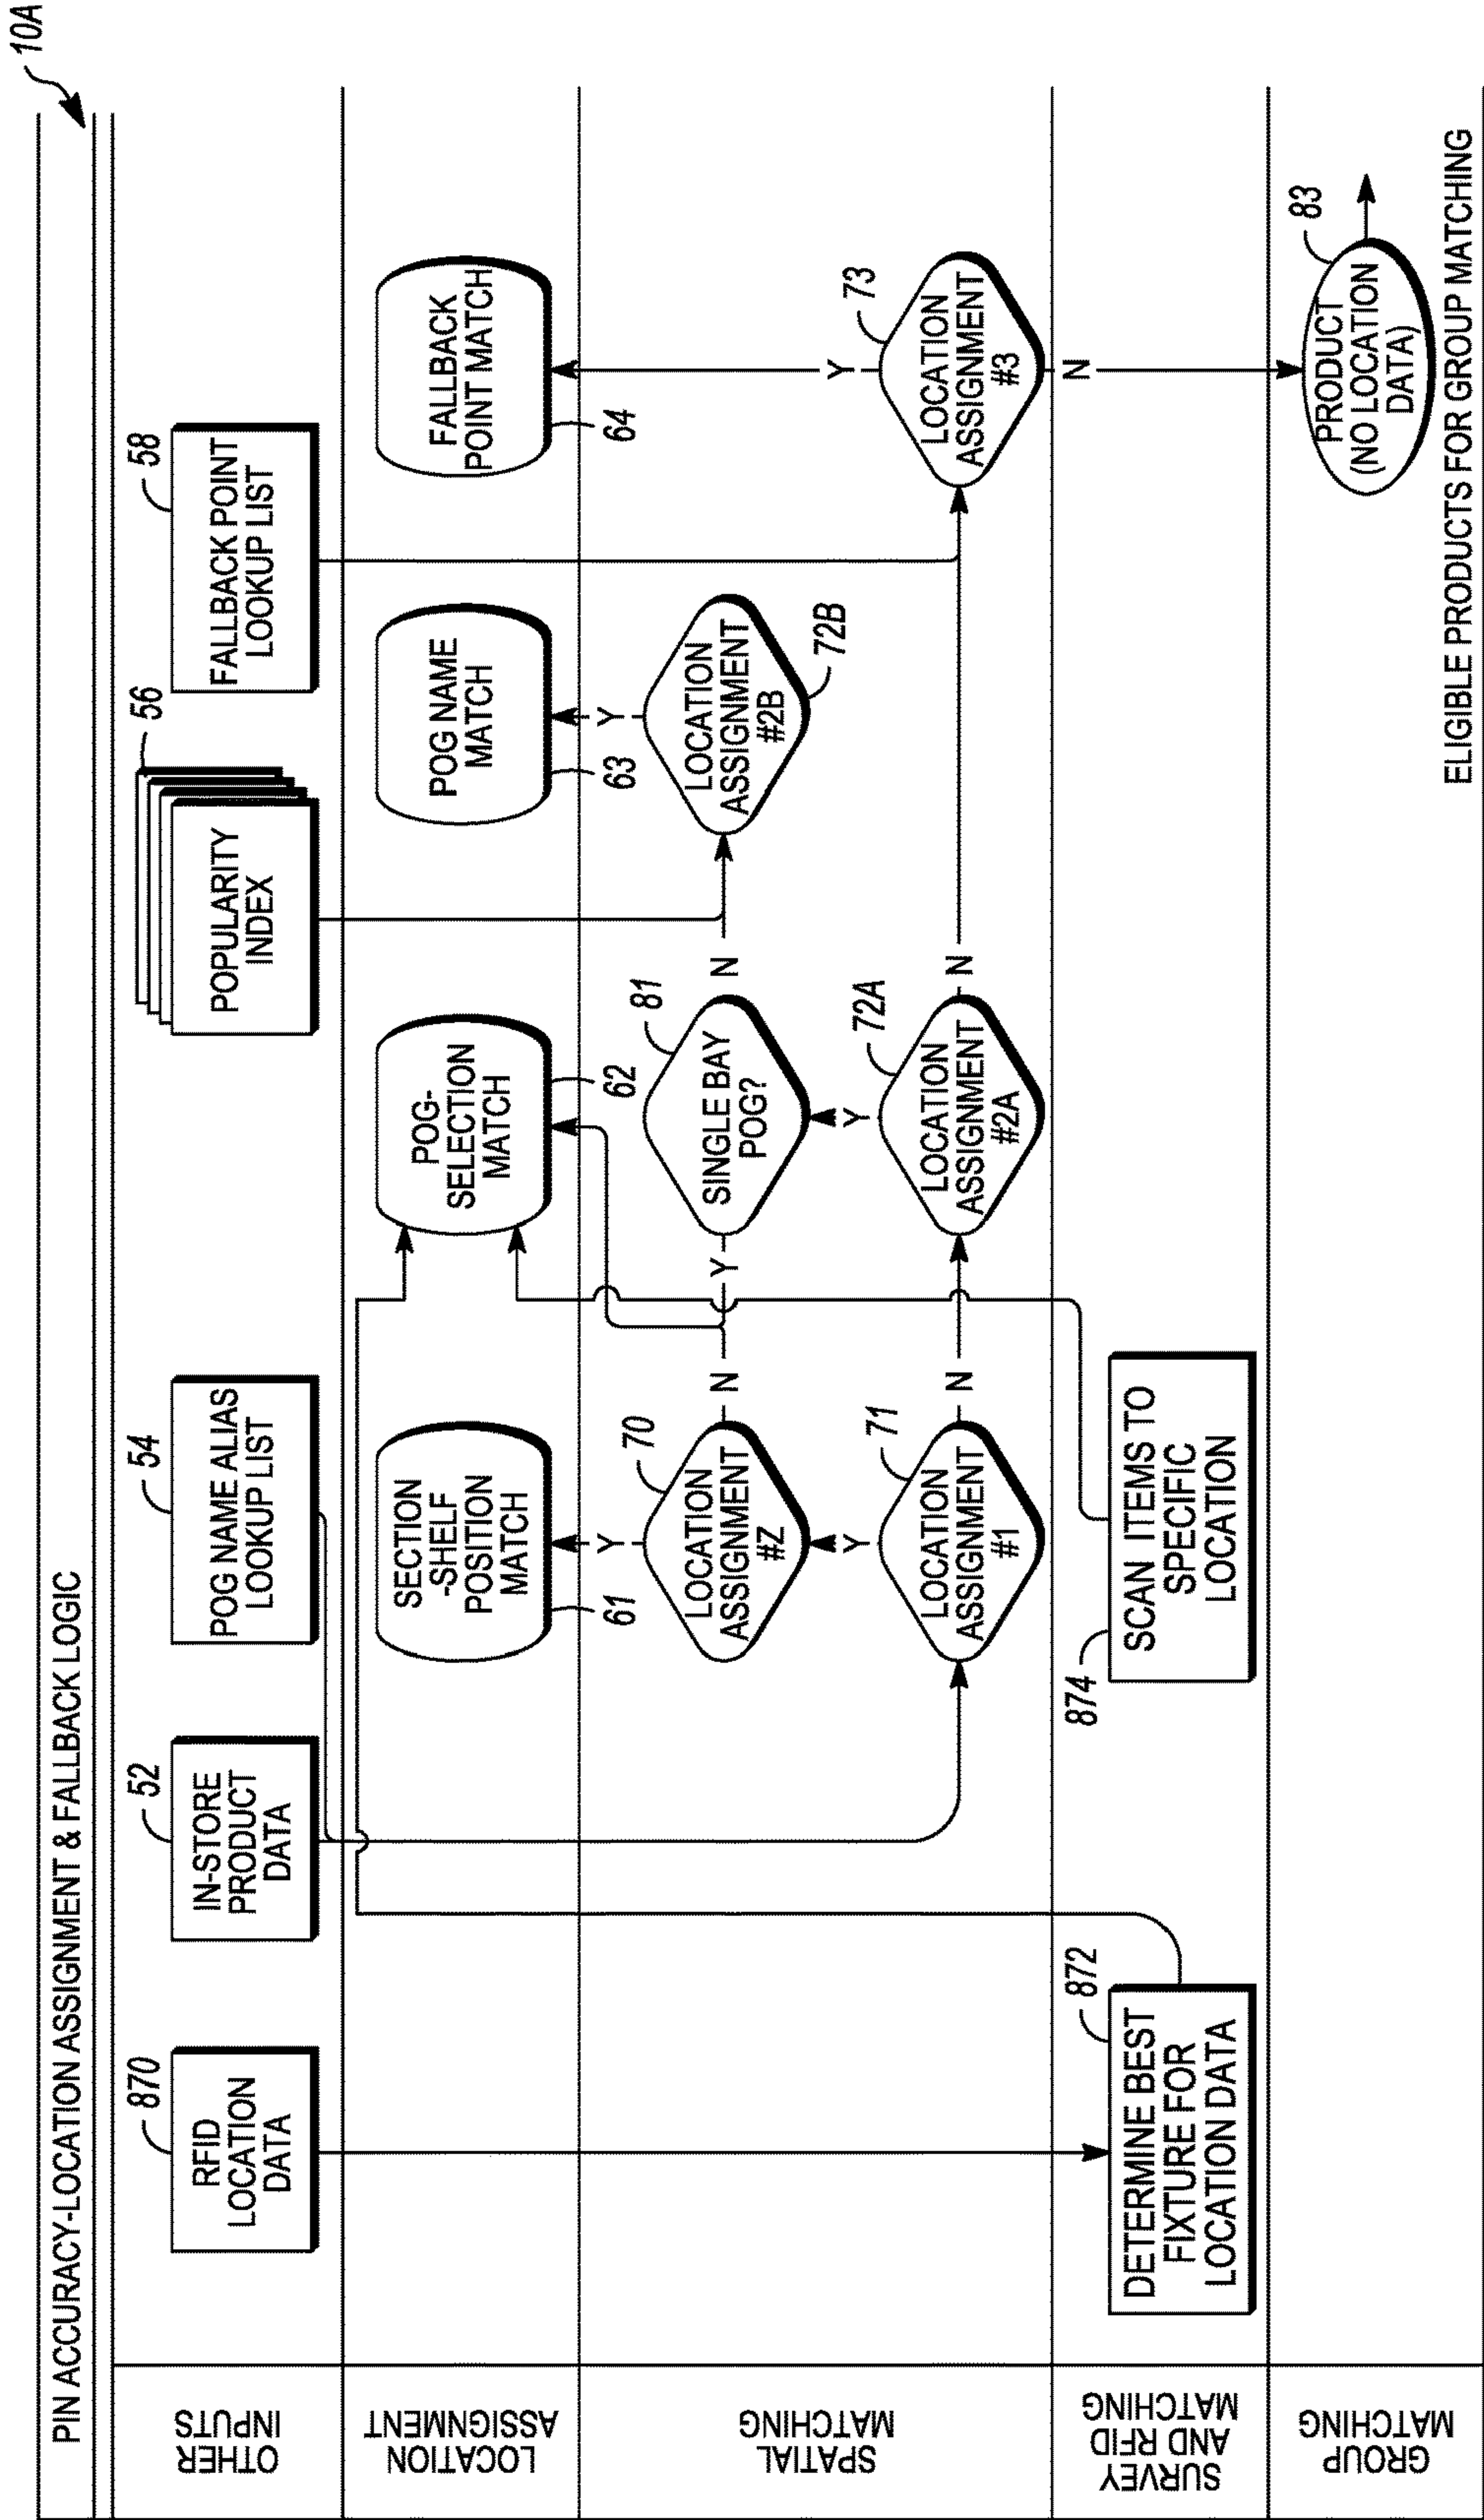 10A
PIN ACCURACY-LOCATION ASSIGNMENT & FALLBACK LOGIC
OTHER
INPUTS
870
RFID
LOCATION
DATA
52
IN-STORE
PRODUCT
DATA
54
POG NAME ALIAS
LOOKUP LIST
56
POPULARITY
INDEX
58
FALLBACK POINT
LOOKUP LIST
LOCATION
ASSIGNMENT
SECTION
-SHELF
POSITION
MATCH
61
POG-
SELECTION
MATCH
62
POG NAME
MATCH
63
FALLBACK
POINT MATCH
64
SPATIAL
MATCHING
Y
LOCATION
ASSIGNMENT
#Z
70
N
Y
SINGLE BAY
POG?
81
N
Y
LOCATION
ASSIGNMENT
#2B
72B
Y
Y
LOCATION
ASSIGNMENT
#1
71
N
Y
LOCATION
ASSIGNMENT
#2A
72A
N
LOCATION
ASSIGNMENT
#3
73
N
SURVEY
AND RFID
MATCHING
872
DETERMINE BEST
FIXTURE FOR
LOCATION DATA
874
SCAN ITEMS TO
SPECIFIC
LOCATION
GROUP
MATCHING
83
PRODUCT
(NO LOCATION
DATA)
ELIGIBLE PRODUCTS FOR GROUP MATCHING